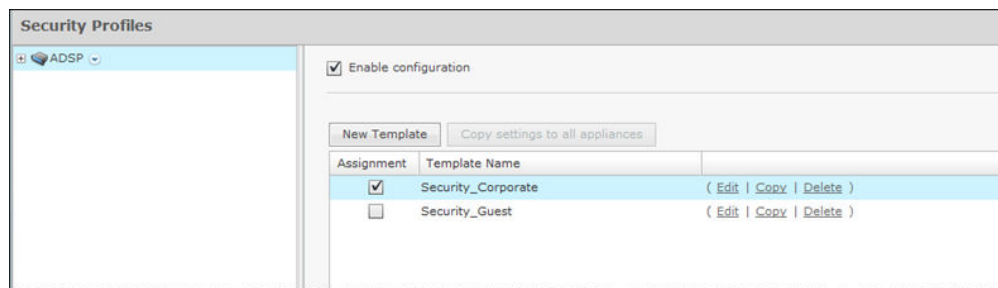 Security Profiles
ADSP
Enable configuration
New Template Copy settings to all appliances
Assignment Template Name
Security_Corporate ( Edit | Copy | Delete )
Security_Guest ( Edit | Copy | Delete )